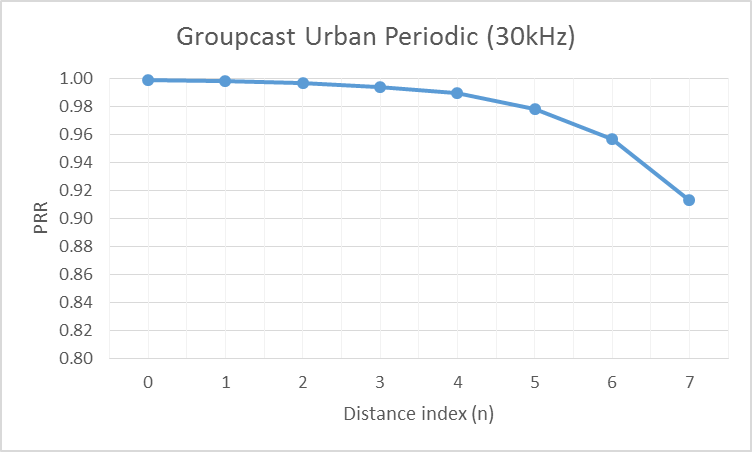 Groupcast Urban Periodic (30kHz)
1.00
0.98
0.96
0.94
0.92
0.90
0.88
0.86
0.84
0.82
0.80
PRR
0 1 2 3 4 5 6 7
Distance index (n)